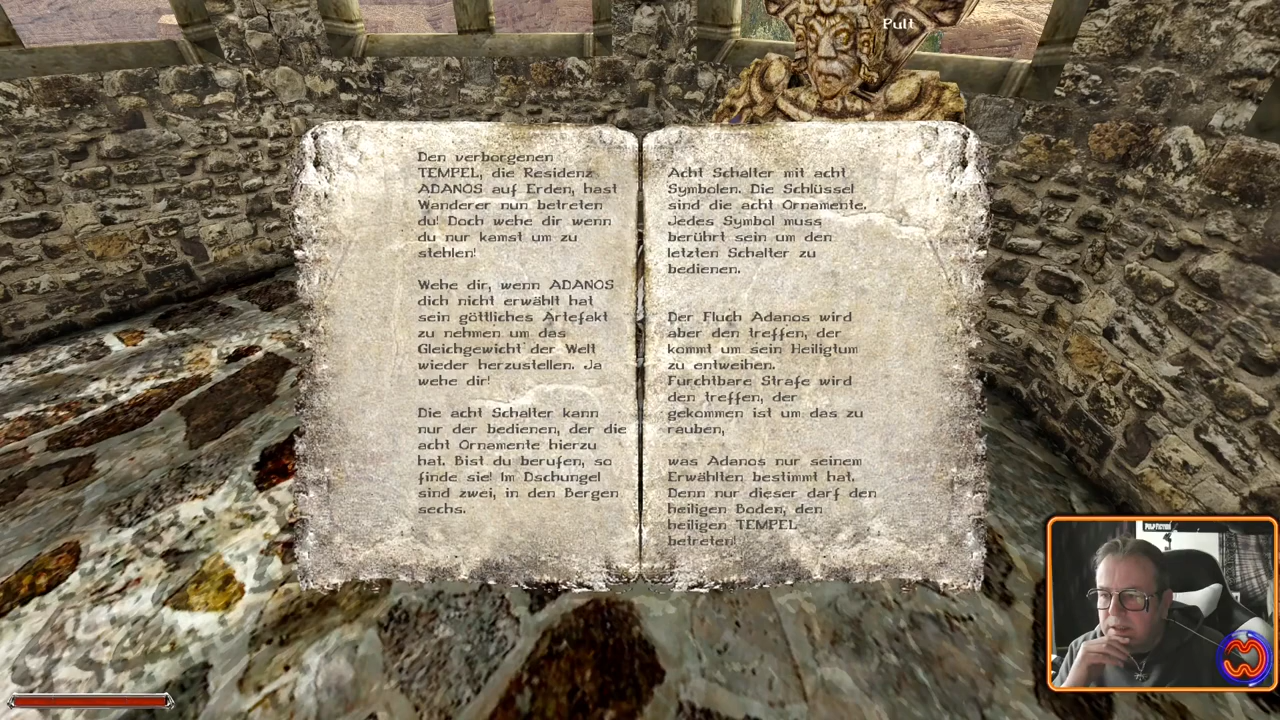 Pult
Den verborgenen
TEMPEL, die Residenz
ADANOS auf Erden, hast
Wanderer nun betreten
du! Doch wehe dir wenn
du nur kamst um zu
stehlen!
Wehe dir, wenn ADANOS
dich nicht erwählt hat
sein göttliches Artefakt
zu nehmen um das
Gleichgewicht der Welt
wieder herzustellen. Ja
wehe dir!
Die acht Schalter kann
nur der bedienen, der die
acht Ornamente hierzu
hat. Bist du berufen, so
finde sie! Im Dschungel
sind zwei, in den Bergen
sechs.
Acht Schalter mit acht
Symbolen. Die Schlüssel
sind die acht Ornamente.
Jedes Symbol muss
berührt sein um den
letzten Schalter zu
bedienen.
Der Fluch Adanos wird
aber den treffen, der
kommt um sein Heiligtum
zu entweihen.
Furchtbare Strafe wird
den treffen, der
gekommen ist um das zu
rauben,
was Adanos nur seinem
Erwählten bestimmt hat.
Denn nur dieser darf den
heiligen Boden, den
heiligen TEMPEL
betreten!
PULP FICTION